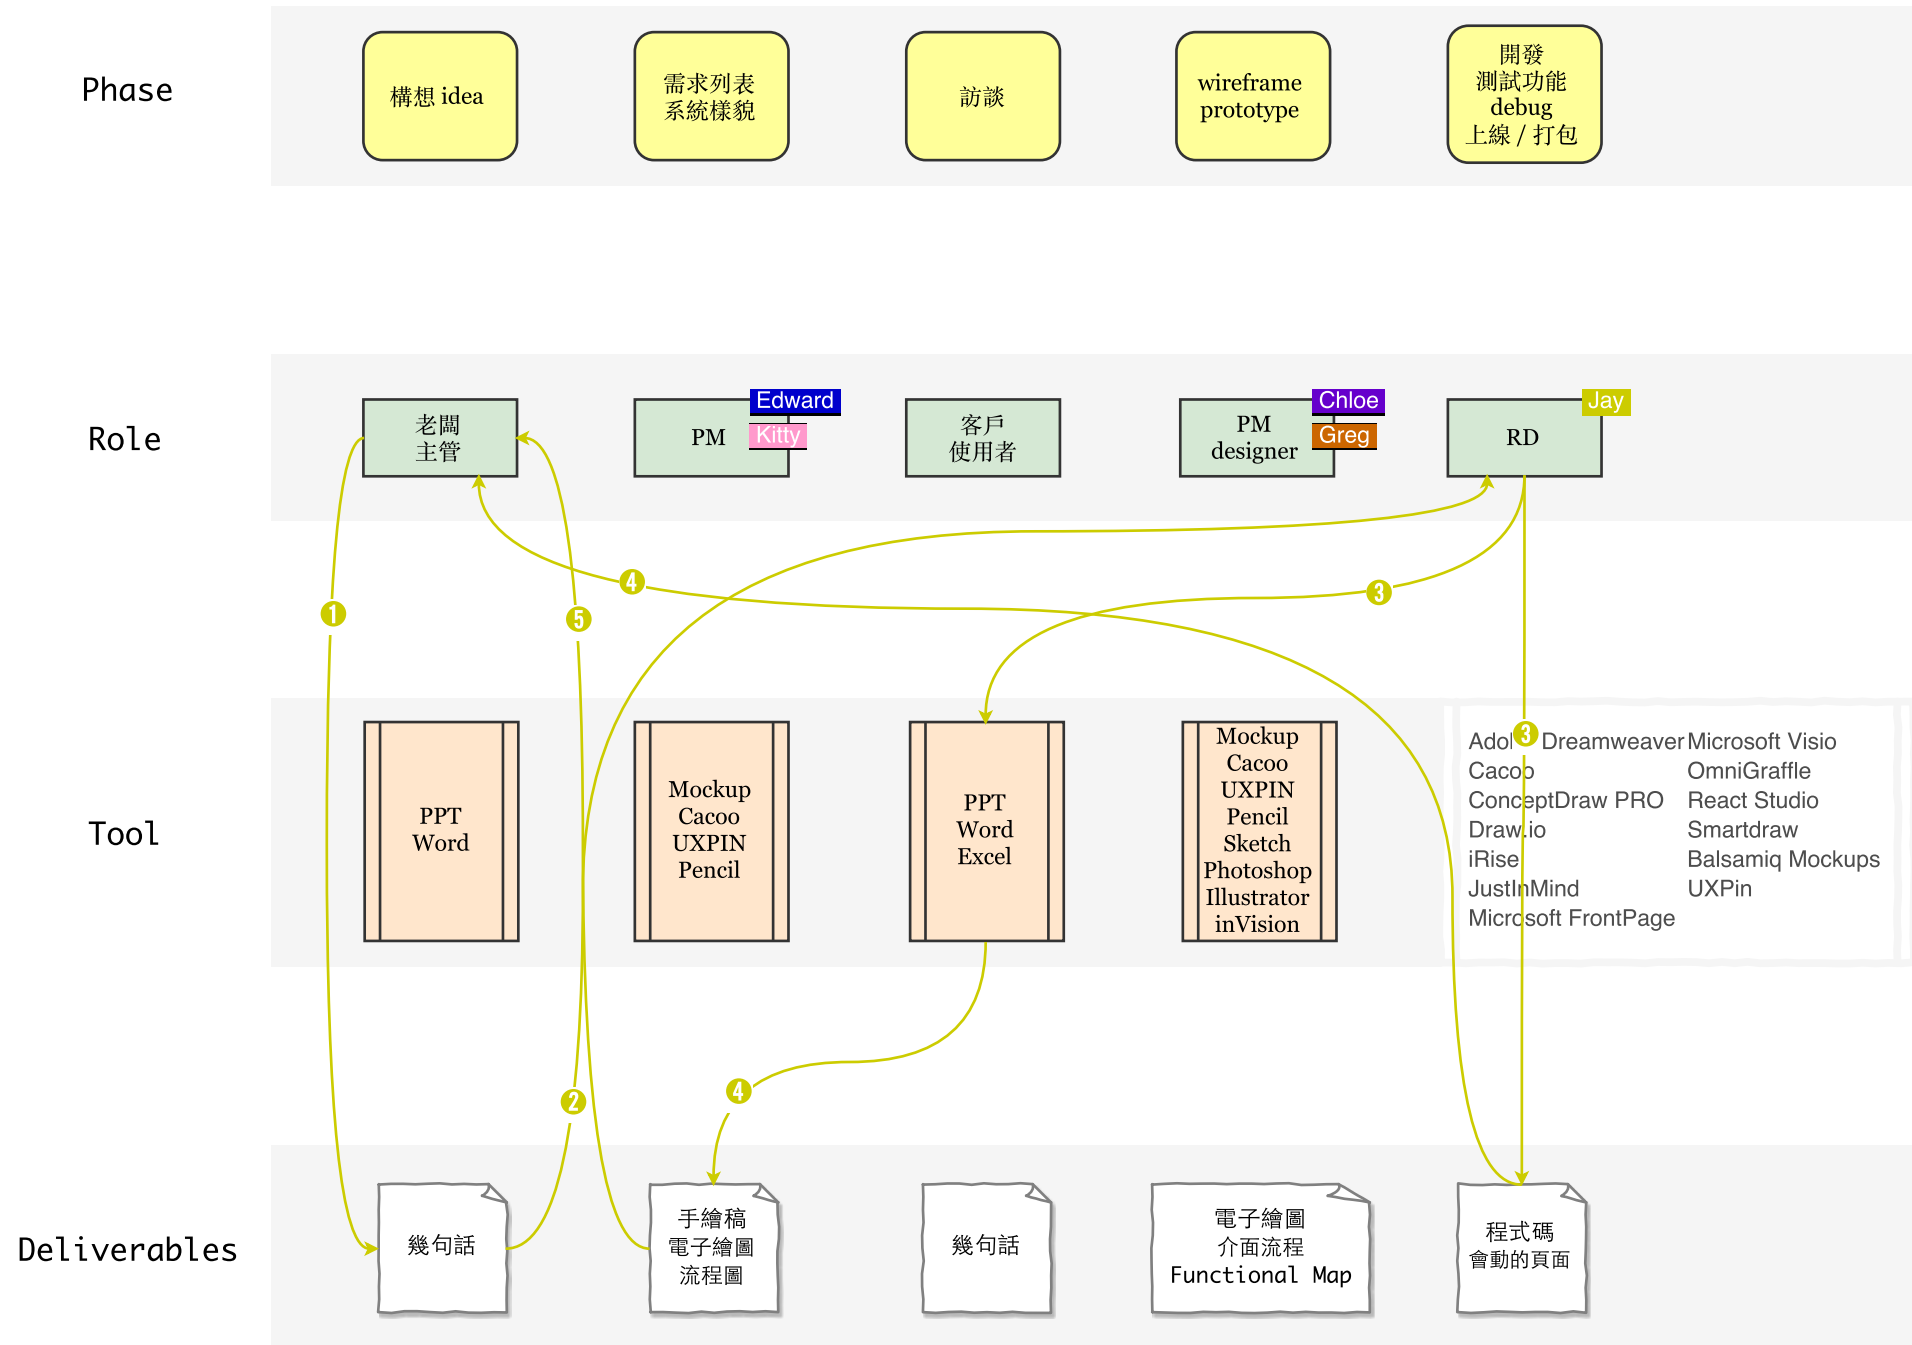 Phase
構想 idea
需求列表
系統樣貌
訪談
wireframe
prototype
開發
測試功能
debug
上線 / 打包
Role
老闆
主管
PM
Edward
Kitty
客戶
使用者
PM
designer
Chloe
Greg
RD
Jay
1
5
4
3
2
4
3
Tool
PPT
Word
Mockup
Cacoo
UXPIN
Pencil
PPT
Word
Excel
Mockup
Cacoo
UXPIN
Pencil
Sketch
Photoshop
Illustrator
inVision
Dreamweaver
Cacoo
ConceptDraw PRO
Draw.io
iRise
JustInMind
Microsoft FrontPage
Microsoft Visio
OmniGraffle
React Studio
Smartdraw
Balsamiq Mockups
UXPin
Deliverables
幾句話
手繪稿
電子繪圖
流程圖
幾句話
電子繪圖
介面流程
Functional Map
程式碼
會動的頁面